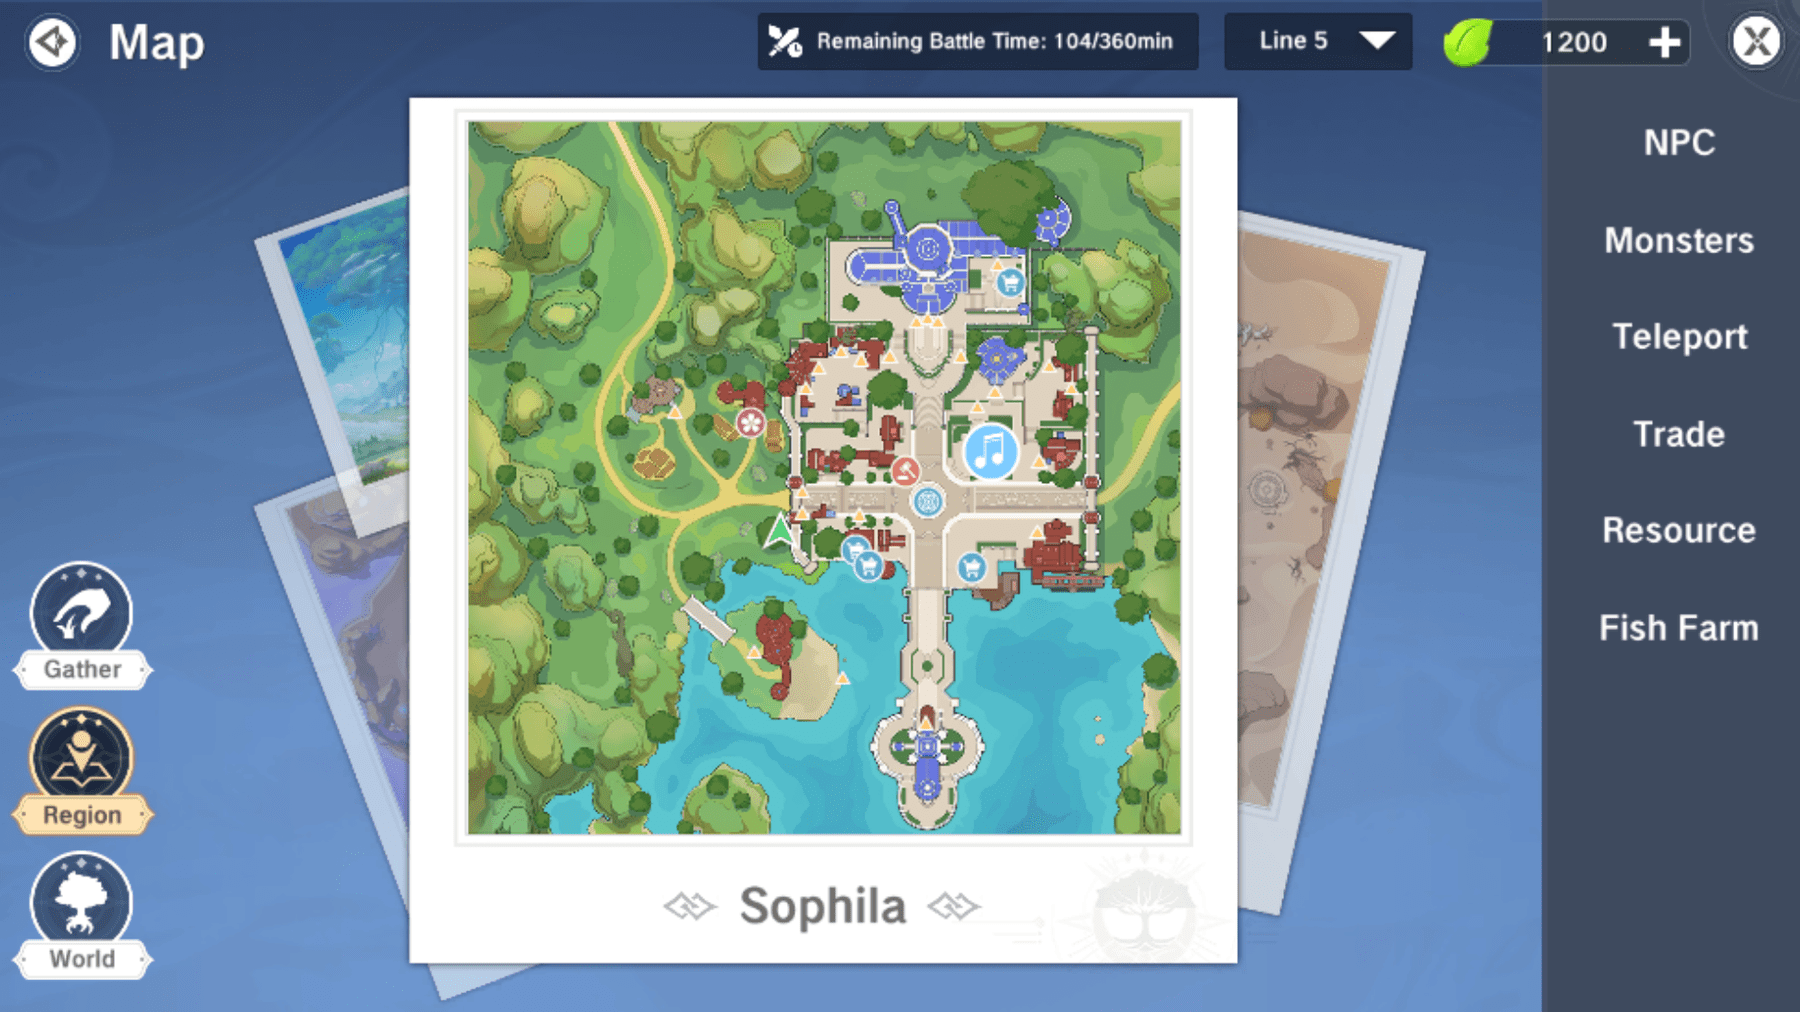 Map
Remaining Battle Time: 104/360min
Line 5
1200
NPC
Monsters
Teleport
Trade
Resource
Fish Farm
Gather
Region
World
Sophila